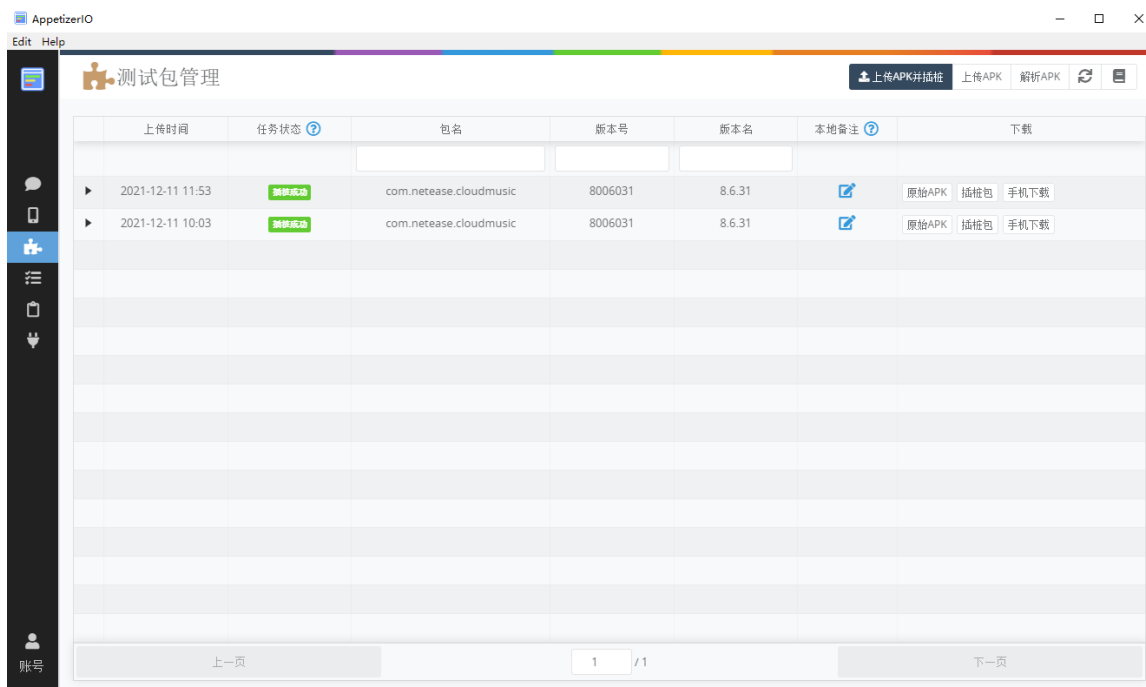 AppetizerIO
Edit Help
测试包管理 上传APK并插桩 上传APK 解析APK
上传时间 任务状态 包名 版本号 版本名 本地备注 下载
2021-12-11 11:53 插桩成功 com.netease.cloudmusic 8006031 8.6.31 原始APK 插桩包 手机下载
2021-12-11 10:03 插桩成功 com.netease.cloudmusic 8006031 8.6.31 原始APK 插桩包 手机下载
账号
上一页 1 / 1 下一页